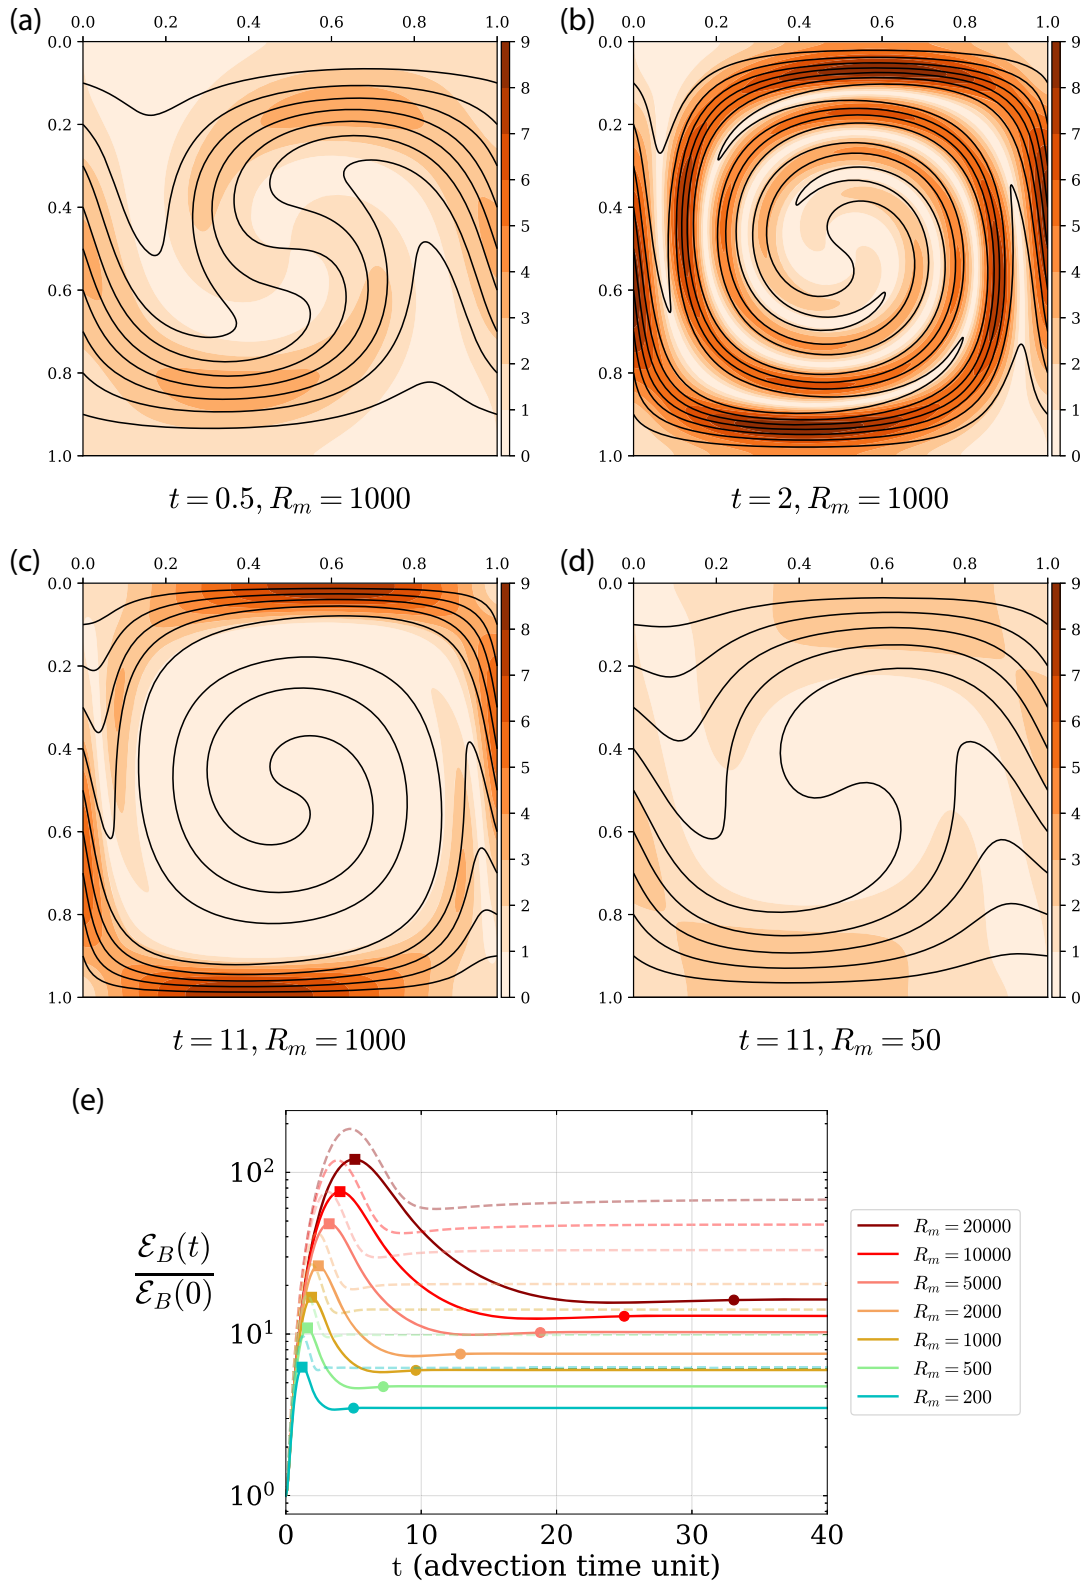 (a)
0.0 0.2 0.4 0.6 0.8 1.0
0.0
0.2
0.4
0.6
0.8
1.0
9
8
7
6
5
4
3
2
1
0
t = 0.5, R_m = 1000
(b)
0.0 0.2 0.4 0.6 0.8 1.0
0.0
0.2
0.4
0.6
0.8
1.0
9
8
7
6
5
4
3
2
1
0
t = 2, R_m = 1000
(c)
0.0 0.2 0.4 0.6 0.8 1.0
0.0
0.2
0.4
0.6
0.8
1.0
9
8
7
6
5
4
3
2
1
0
t = 11, R_m = 1000
(d)
0.0 0.2 0.4 0.6 0.8 1.0
0.0
0.2
0.4
0.6
0.8
1.0
9
8
7
6
5
4
3
2
1
0
t = 11, R_m = 50
(e)
ℰ_B(t)
ℰ_B(0)
10²
10¹
10⁰
0 10 20 30 40
t (advection time unit)
R_m = 20000
R_m = 10000
R_m = 5000
R_m = 2000
R_m = 1000
R_m = 500
R_m = 200